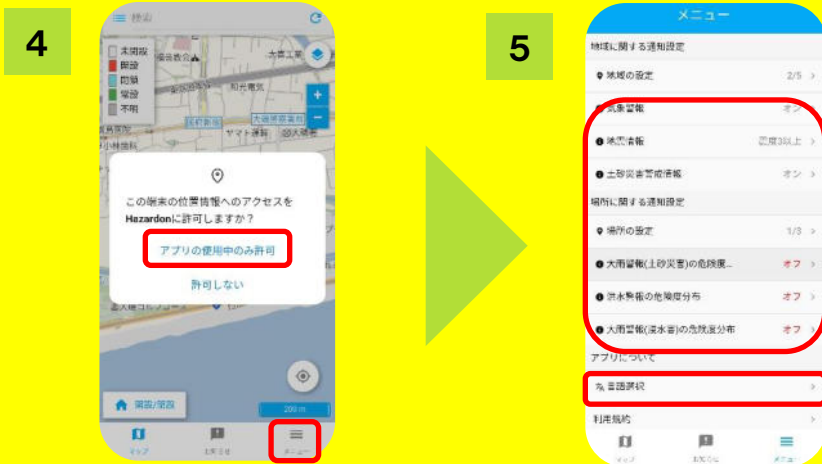 4
検索
未開設
開設
閉鎖
常設
不明
ヤマト運輸
この端末の位置情報へのアクセスを
Hazardonに許可しますか？
アプリの使用中のみ許可
許可しない
開設/常設
200 m
マップ
お知らせ
メニュー
5
メニュー
地域に関する通知設定
地域の設定 2/5 >
気象警報 オン >
地震情報 震度3以上 >
土砂災害警戒情報 オン >
場所に関する通知設定
場所の設定 1/3 >
大雨警報(土砂災害)の危険度... オフ >
洪水警報の危険度分布 オフ >
大雨警報(浸水害)の危険度分布 オフ >
アプリについて
言語選択 >
利用規約 >
マップ
お知らせ
メニュー